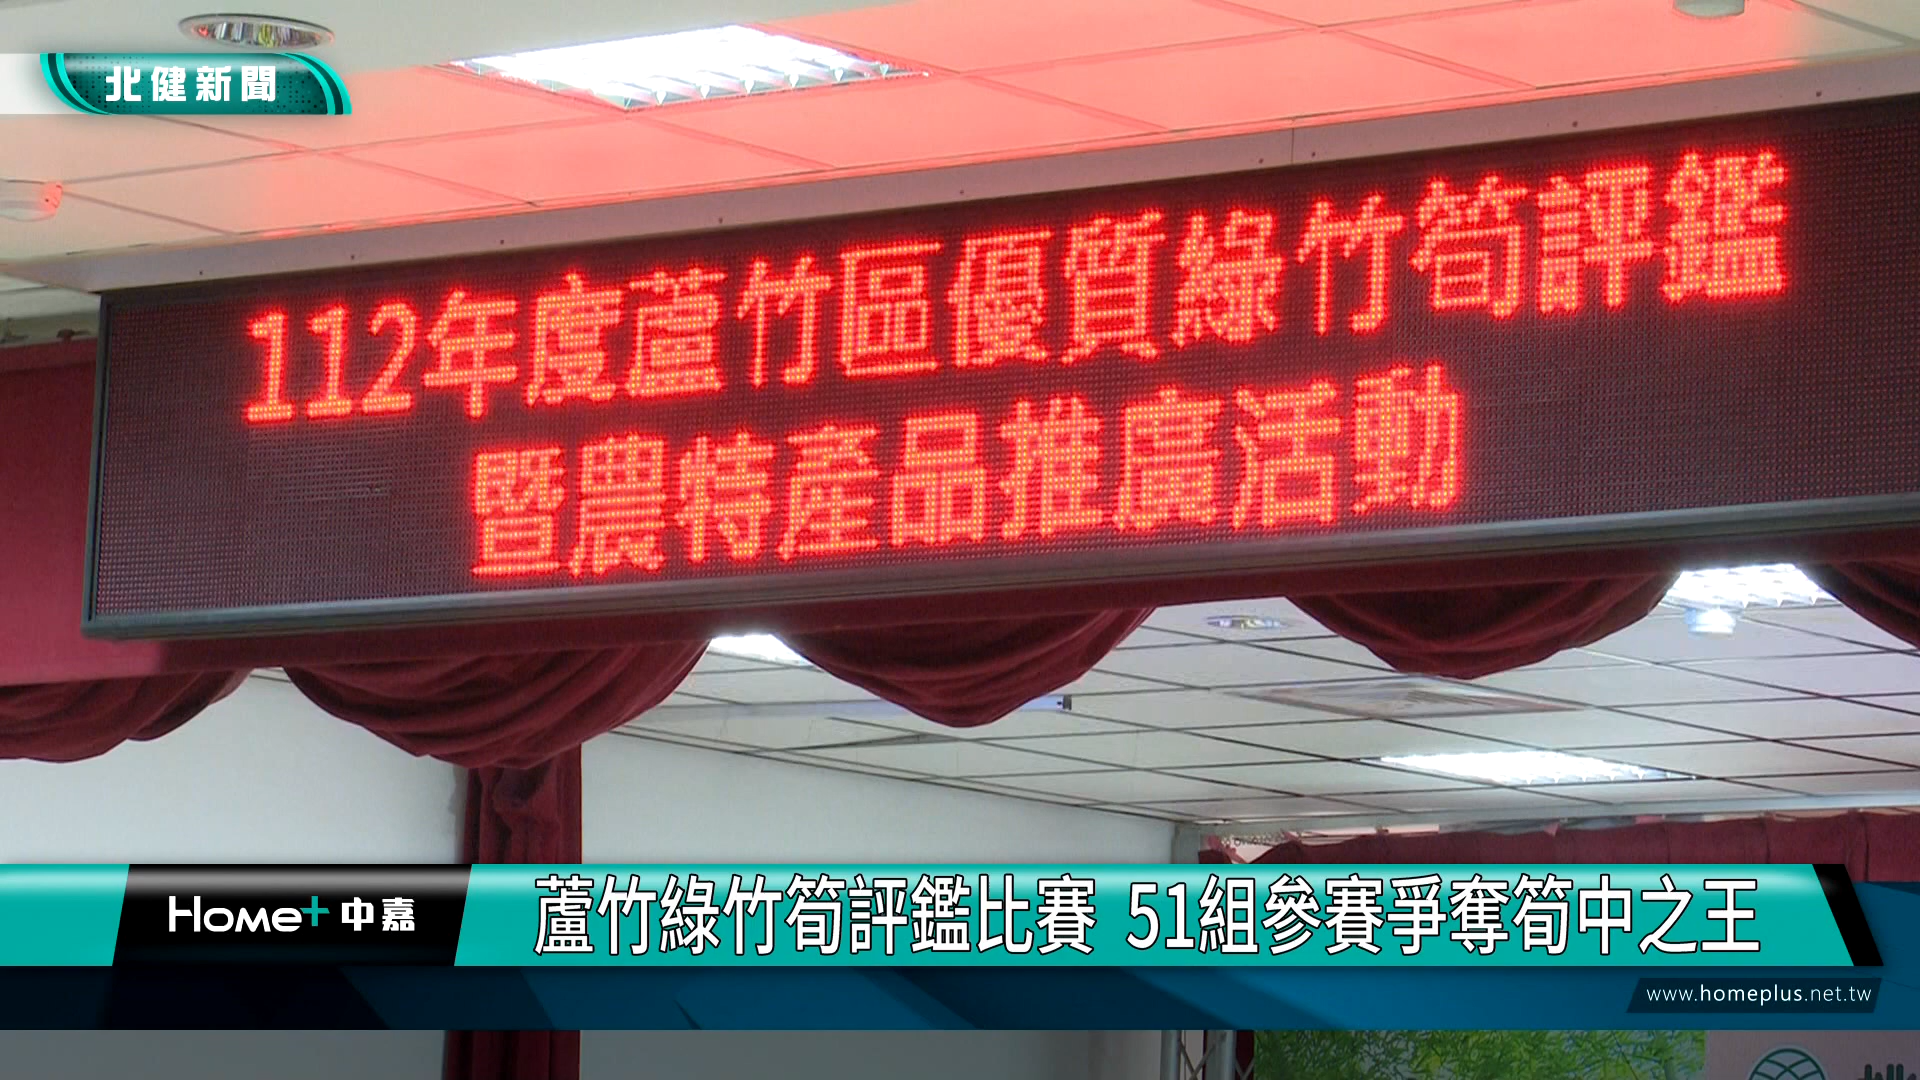 北健新聞
112年度蘆竹區優質綠竹筍評鑑
暨農特產品推廣活動
Home+中嘉
蘆竹綠竹筍評鑑比賽 51組參賽爭奪筍中之王
www.homeplus.net.tw